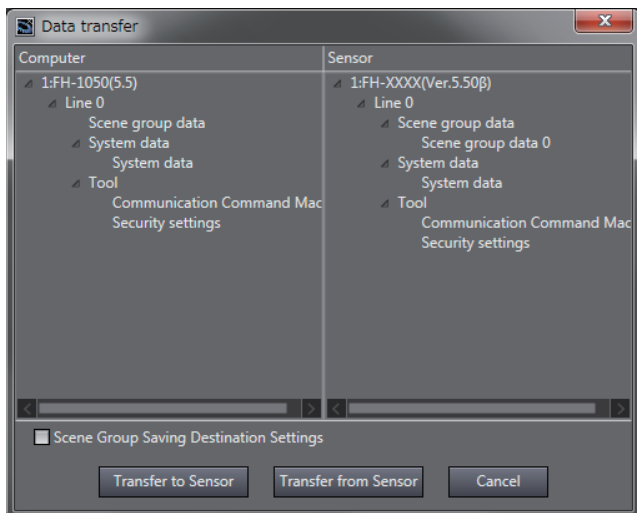 Data transfer
Computer
1:FH-1050(5.5)
Line 0
Scene group data
System data
System data
Tool
Communication Command Mac
Security settings
Sensor
1:FH-XXXX(Ver.5.50β)
Line 0
Scene group data
Scene group data 0
System data
System data
Tool
Communication Command Mac
Security settings
Scene Group Saving Destination Settings
Transfer to Sensor
Transfer from Sensor
Cancel